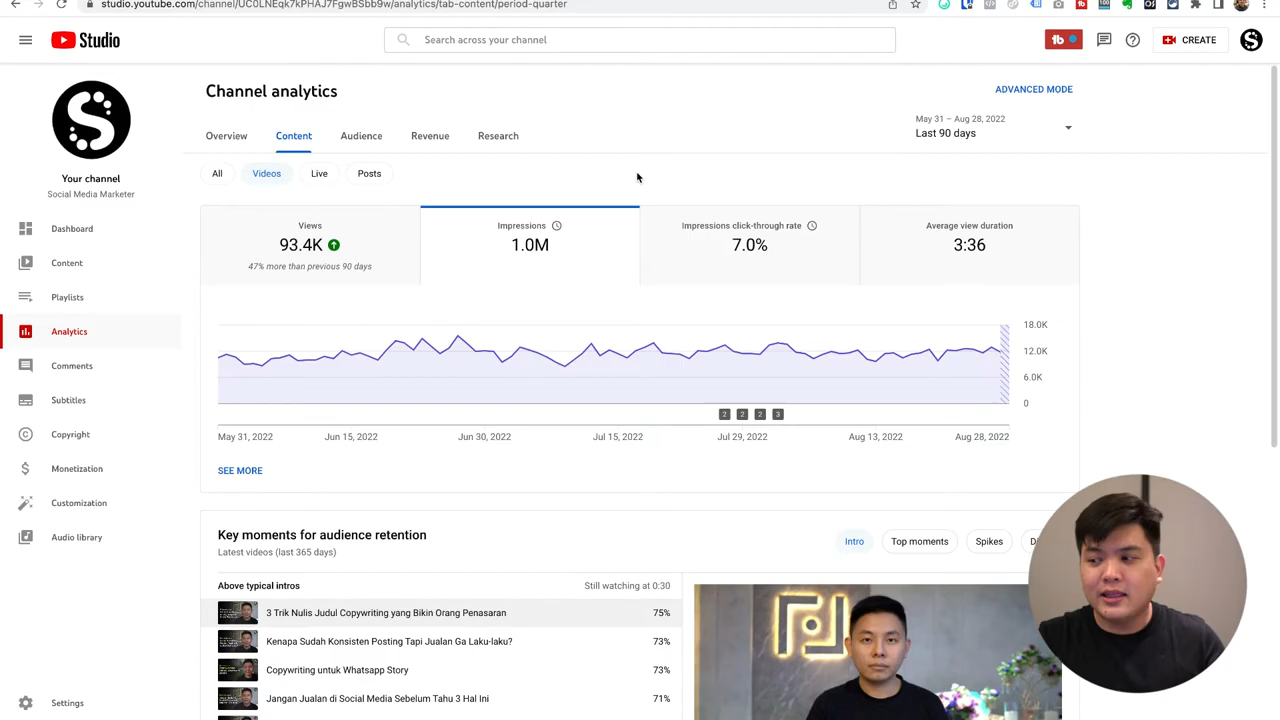 studio.youtube.com/channel/UC0LNEqk7kPHAJ7FgwBSbb9w/analytics/tab-content/period-quarter
Studio
Search across your channel
CREATE
Channel analytics
ADVANCED MODE
Overview
Content
Audience
Revenue
Research
May 31 – Aug 28, 2022
Last 90 days
All
Videos
Live
Posts
Your channel
Social Media Marketer
Dashboard
Content
Playlists
Analytics
Comments
Subtitles
Copyright
Monetization
Customization
Audio library
Settings
Views
93.4K
47% more than previous 90 days
Impressions
1.0M
Impressions click-through rate
7.0%
Average view duration
3:36
18.0K
12.0K
6.0K
0
2
2
2
3
May 31, 2022
Jun 15, 2022
Jun 30, 2022
Jul 15, 2022
Jul 29, 2022
Aug 13, 2022
Aug 28, 2022
SEE MORE
Key moments for audience retention
Latest videos (last 365 days)
Intro
Top moments
Spikes
Above typical intros
Still watching at 0:30
3 Trik Nulis Judul Copywriting yang Bikin Orang Penasaran
75%
Kenapa Sudah Konsisten Posting Tapi Jualan Ga Laku-laku?
73%
Copywriting untuk Whatsapp Story
73%
Jangan Jualan di Social Media Sebelum Tahu 3 Hal Ini
71%